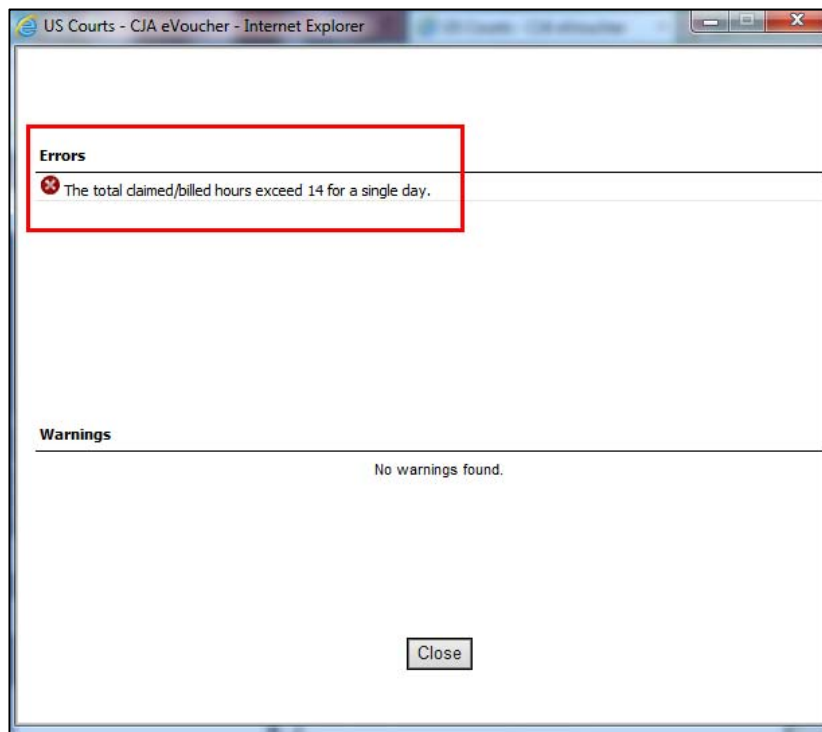 US Courts - CJA eVoucher - Internet Explorer
Errors
The total claimed/billed hours exceed 14 for a single day.
Warnings
No warnings found.
Close